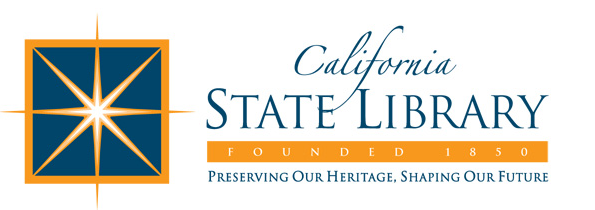 California
STATE LIBRARY
FOUNDED 1850
PRESERVING OUR HERITAGE, SHAPING OUR FUTURE